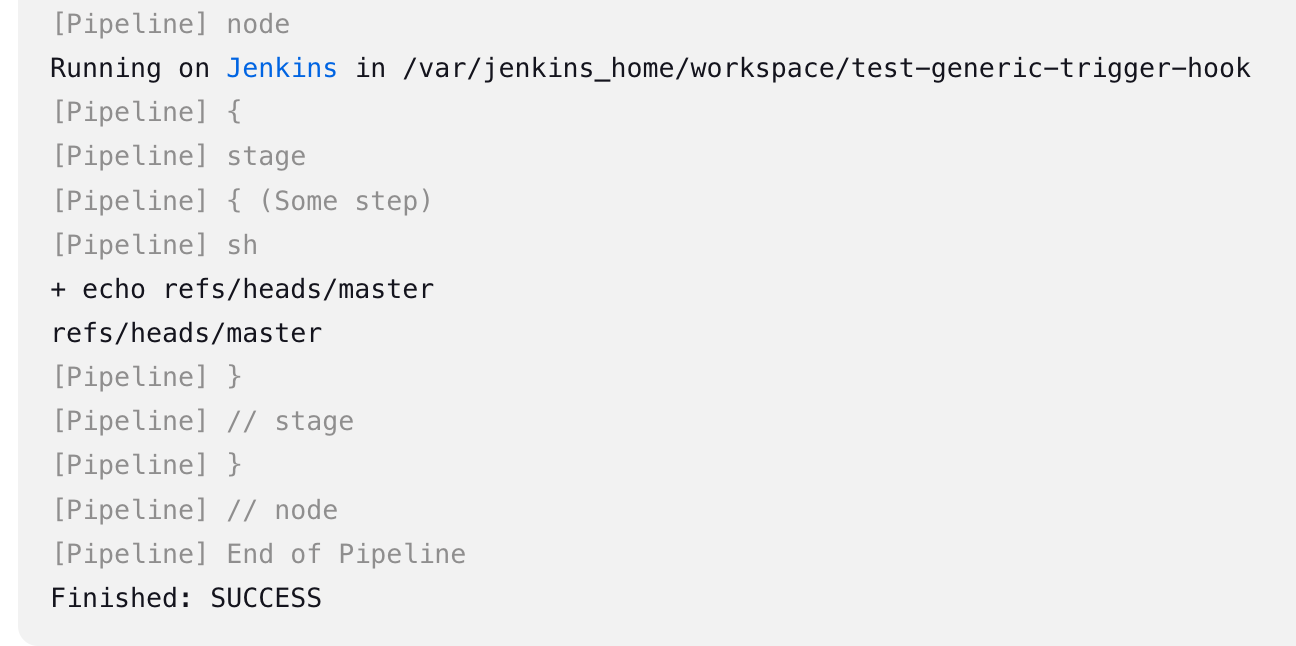 [Pipeline] node
Running on Jenkins in /var/jenkins_home/workspace/test-generic-trigger-hook
[Pipeline] {
[Pipeline] stage
[Pipeline] { (Some step)
[Pipeline] sh
+ echo refs/heads/master
refs/heads/master
[Pipeline] }
[Pipeline] // stage
[Pipeline] }
[Pipeline] // node
[Pipeline] End of Pipeline
Finished: SUCCESS